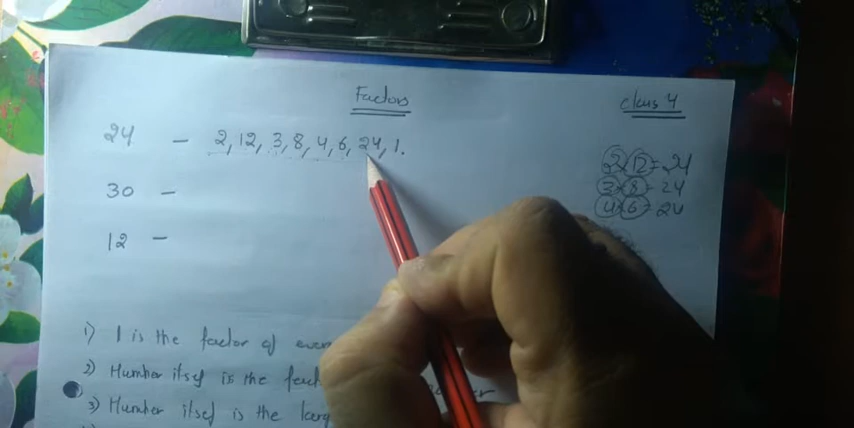 Factors
Class 4
24 - 2, 12, 3, 8, 4, 6, 24, 1.
2 x 12 = 24
3 x 8 = 24
4 x 6 = 24
30 -
12 -
1) 1 is the factor of
2) Number itself is the
3) Number itself is the